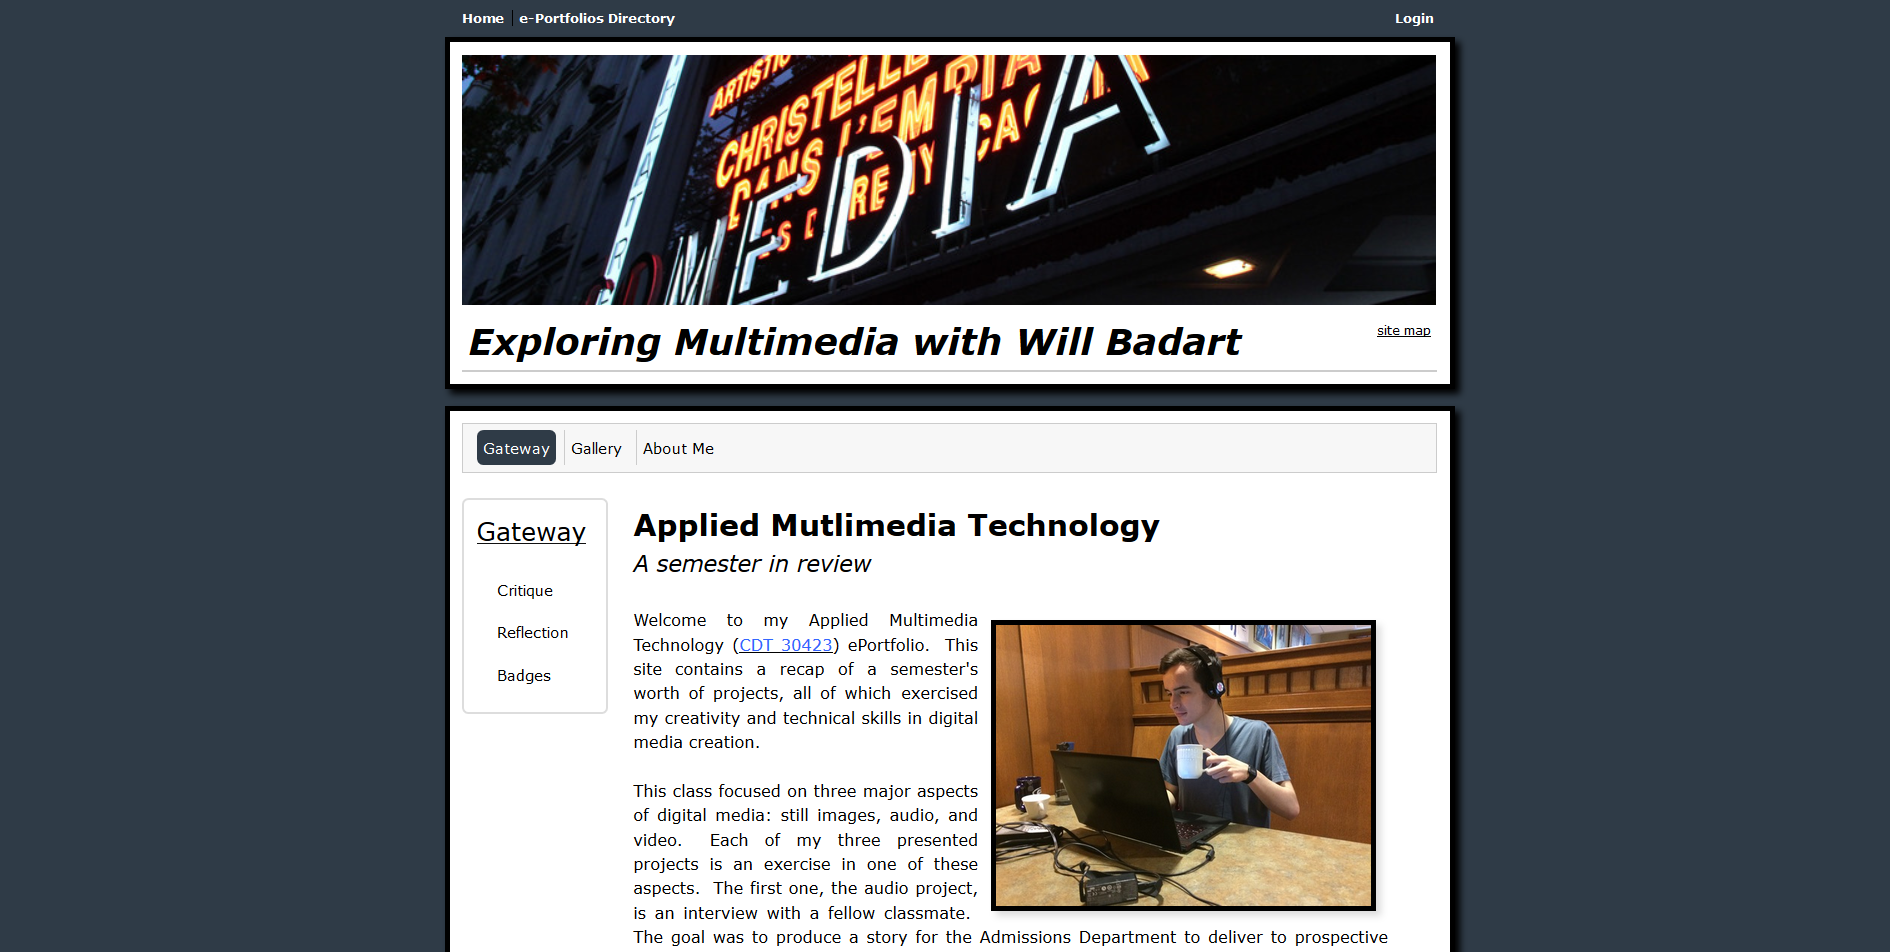 Home
e-Portfolios Directory
Login
ARTISTIC
CHRISTELLE
DANS L'EM
THEATR
OMEDIA
Exploring Multimedia with Will Badart
site map
Gateway
Gallery
About Me
Gateway
Critique
Reflection
Badges
Applied Mutlimedia Technology
A semester in review
Welcome to my Applied Multimedia
Technology (CDT 30423) ePortfolio. This
site contains a recap of a semester's
worth of projects, all of which exercised
my creativity and technical skills in digital
media creation.
This class focused on three major aspects
of digital media: still images, audio, and
video. Each of my three presented
projects is an exercise in one of these
aspects. The first one, the audio project,
is an interview with a fellow classmate.
The goal was to produce a story for the Admissions Department to deliver to prospective